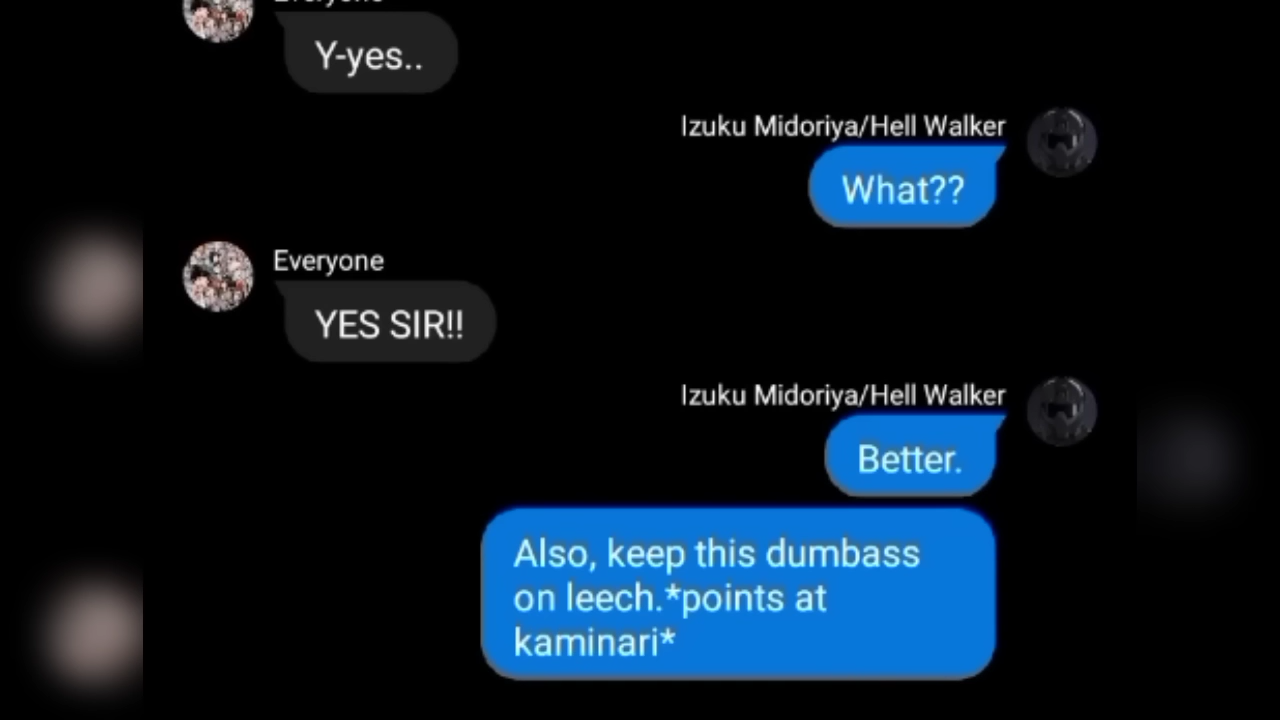 Everyone
Y-yes..
Izuku Midoriya/Hell Walker
What??
Everyone
YES SIR!!
Izuku Midoriya/Hell Walker
Better.
Also, keep this dumbass
on leech.*points at
kaminari*